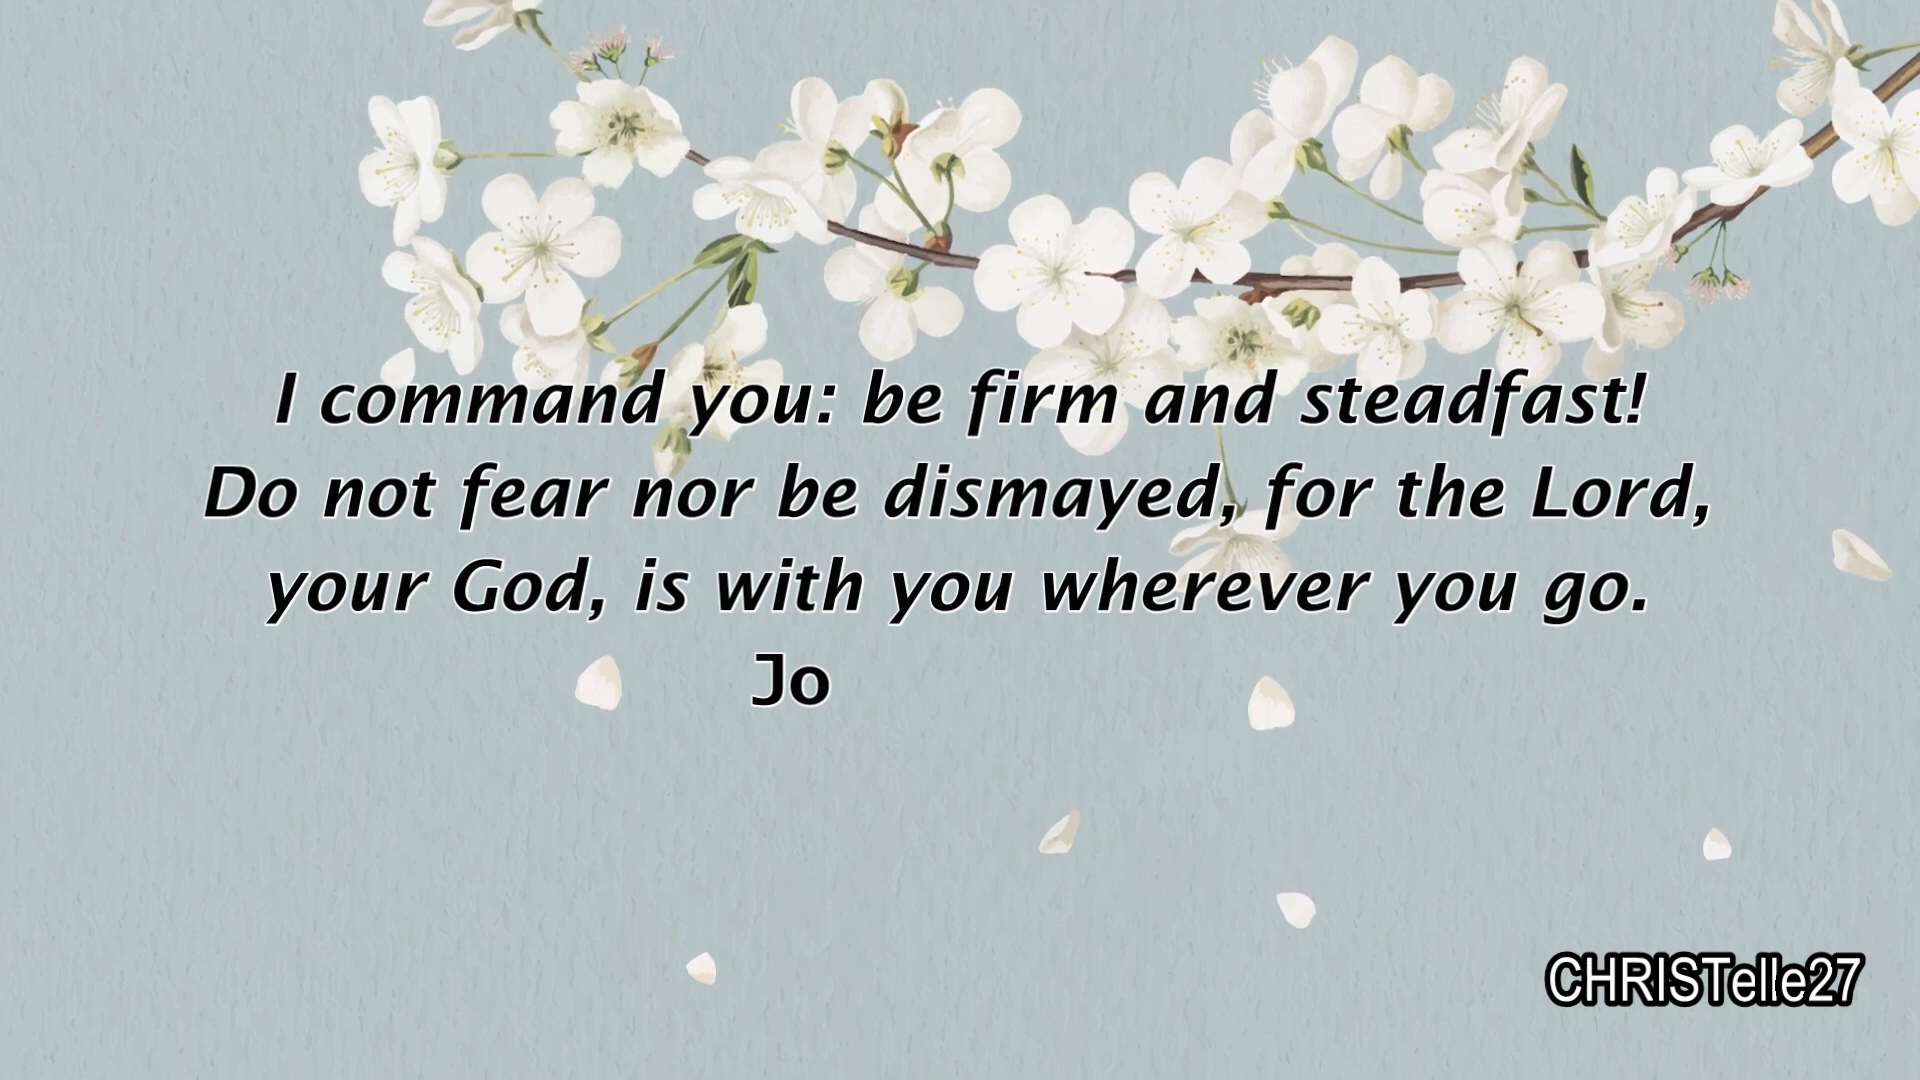 I command you: be firm and steadfast!
Do not fear nor be dismayed, for the Lord,
your God, is with you wherever you go.
Jo
CHRISTelle27